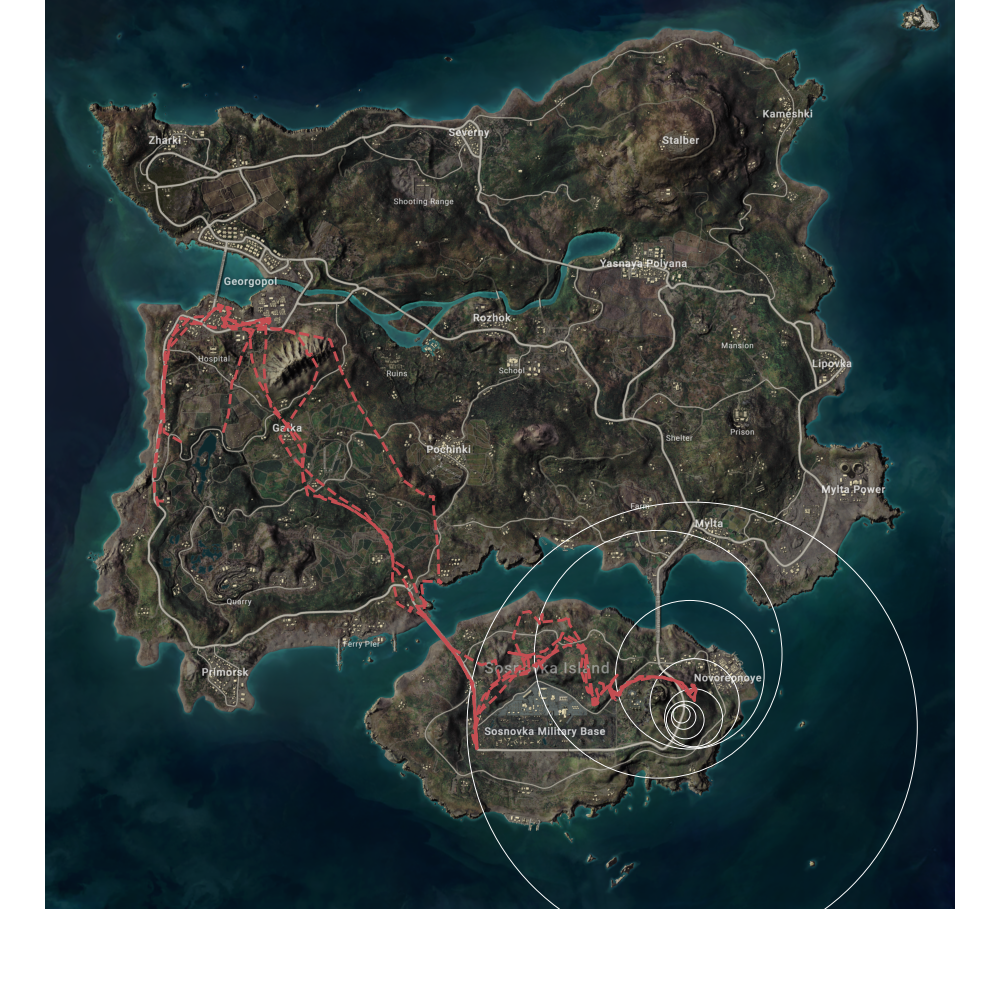 Kameshki
Severny
Zharki
Stalber
Shooting Range
Yasnaya Polyana
Georgopol
Rozhok
Mansion
Hospital
Lipovka
Ruins
School
Gatka
Prison
Shelter
Pochinki
Mylta Power
Farm
Mylta
Quarry
Ferry Pier
Sosnovka Island
Primorsk
Novorepnoye
Sosnovka Military Base